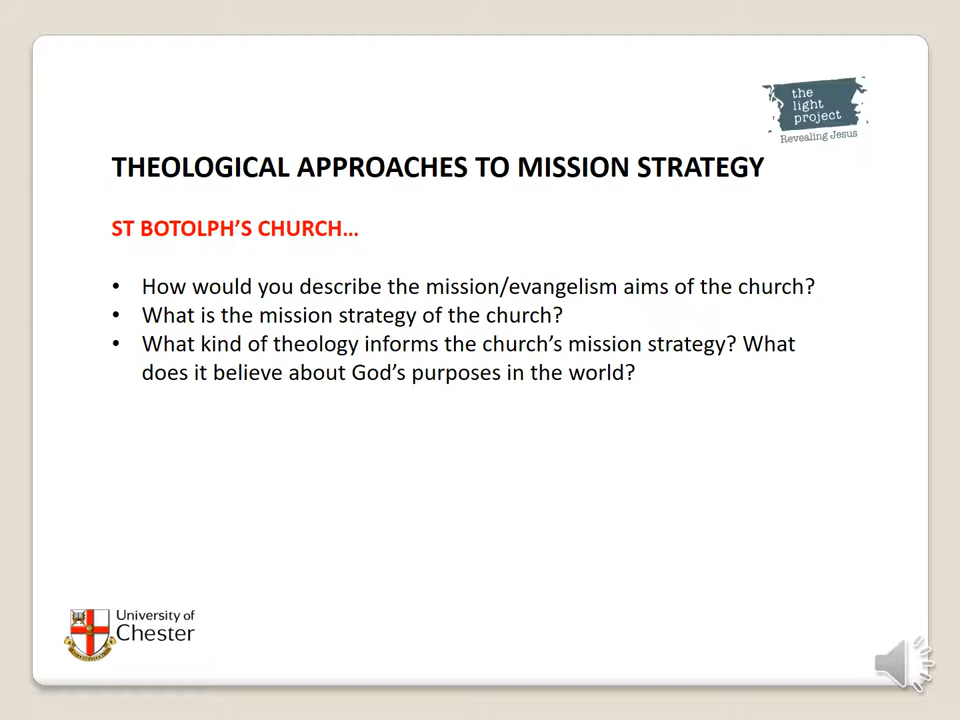 the
light
project
Revealing Jesus
THEOLOGICAL APPROACHES TO MISSION STRATEGY
ST BOTOLPH’S CHURCH…
• How would you describe the mission/evangelism aims of the church?
• What is the mission strategy of the church?
• What kind of theology informs the church’s mission strategy? What
does it believe about God’s purposes in the world?
University of
Chester